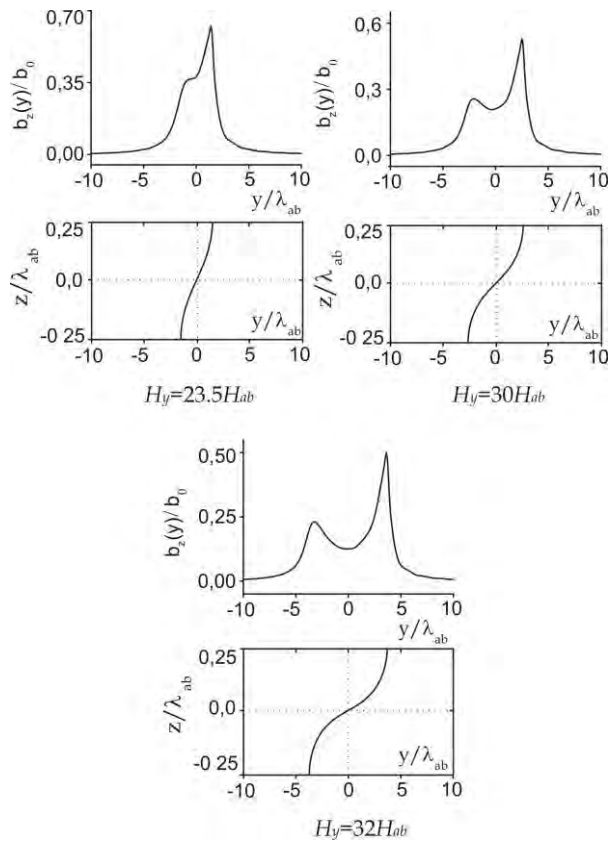 0,70
0,35
0,00
b_z(y)/b_0
-10 -5 0 5 10
y/λ_ab
0,25
0,0
-0 25
z/λ_ab
y/λ_ab
-10 -5 0 5 10
H_y=23.5H_ab
0,6
0,3
0,0
b_z(y)/b_0
-10 -5 0 5 10
y/λ_ab
0,25
0,0
-0 25
z/λ_ab
y/λ_ab
-10 -5 0 5 10
H_y=30H_ab
0,50
0,25
0,00
b_z(y)/b_0
-10 -5 0 5 10
y/λ_ab
0,25
0,0
-0 25
z/λ_ab
y/λ_ab
-10 -5 0 5 10
H_y=32H_ab